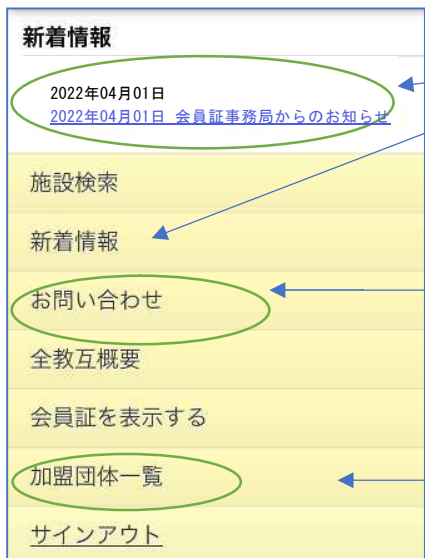 新着情報
2022年04月01日
2022年04月01日 会員証事務局からのお知らせ
施設検索
新着情報
お問い合わせ
全教互概要
会員証を表示する
加盟団体一覧
サインアウト